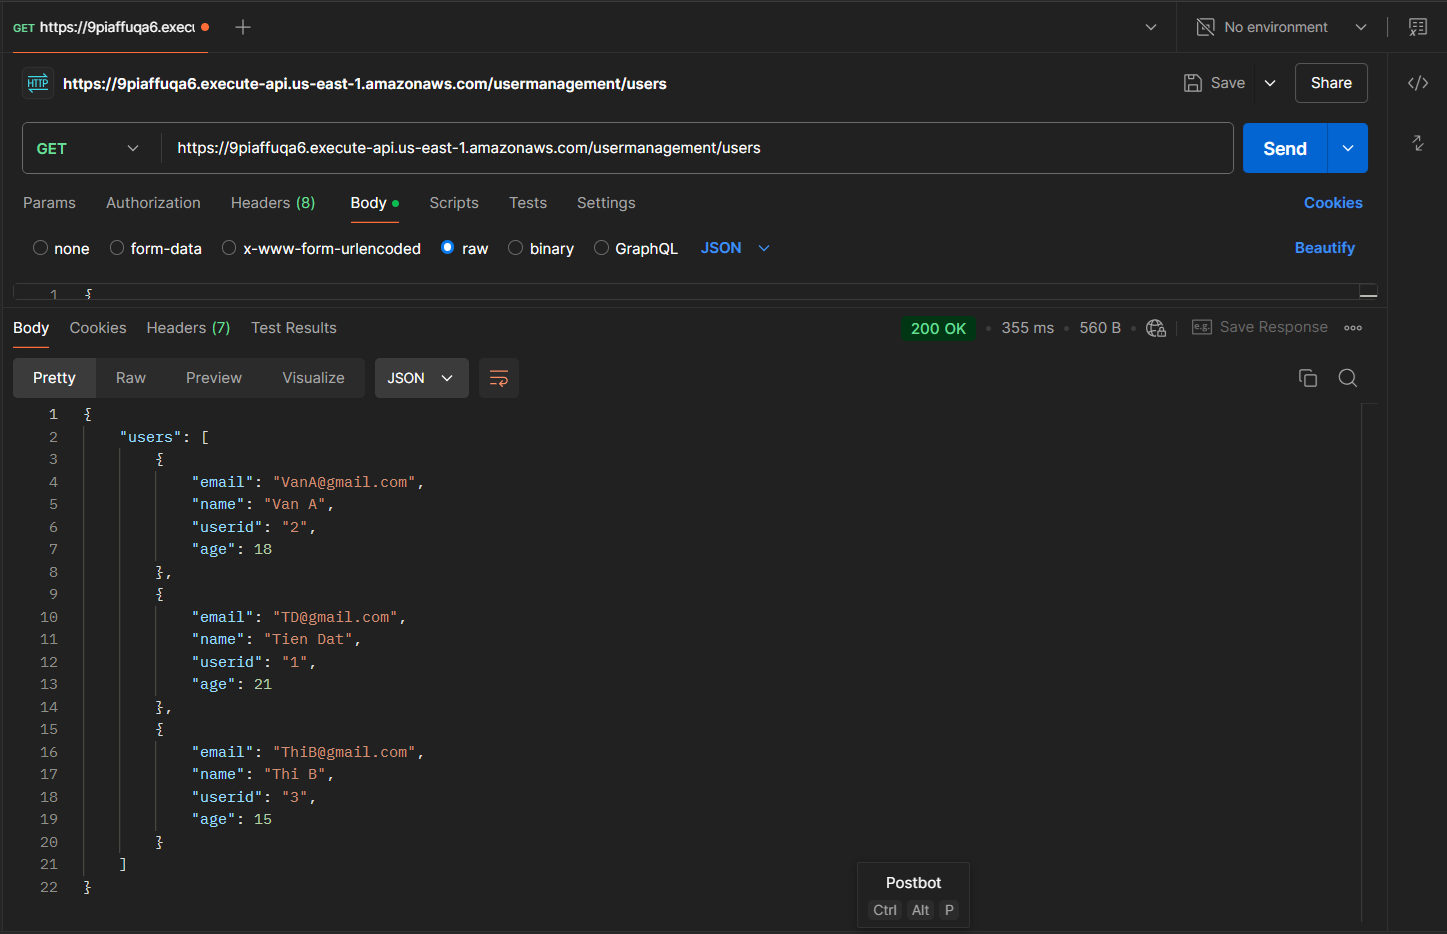 GET https://9piaffuqa6.execu
No environment
HTTP https://9piaffuqa6.execute-api.us-east-1.amazonaws.com/usermanagement/users
Save
Share
GET https://9piaffuqa6.execute-api.us-east-1.amazonaws.com/usermanagement/users
Send
Params Authorization Headers (8) Body Scripts Tests Settings Cookies
none form-data x-www-form-urlencoded raw binary GraphQL JSON Beautify
1 {
Body Cookies Headers (7) Test Results 200 OK 355 ms 560 B e.g. Save Response
Pretty Raw Preview Visualize JSON
1 {
2 "users": [
3 {
4 "email": "VanA@gmail.com",
5 "name": "Van A",
6 "userid": "2",
7 "age": 18
8 },
9 {
10 "email": "TD@gmail.com",
11 "name": "Tien Dat",
12 "userid": "1",
13 "age": 21
14 },
15 {
16 "email": "ThiB@gmail.com",
17 "name": "Thi B",
18 "userid": "3",
19 "age": 15
20 }
21 ]
22 }
Postbot
Ctrl Alt P